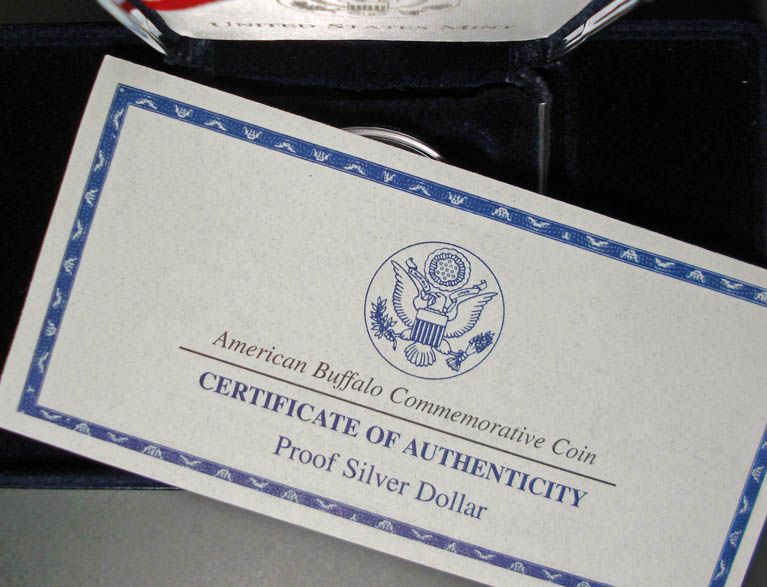 UNITED STATES MINT
American Buffalo Commemorative Coin
CERTIFICATE OF AUTHENTICITY
Proof Silver Dollar